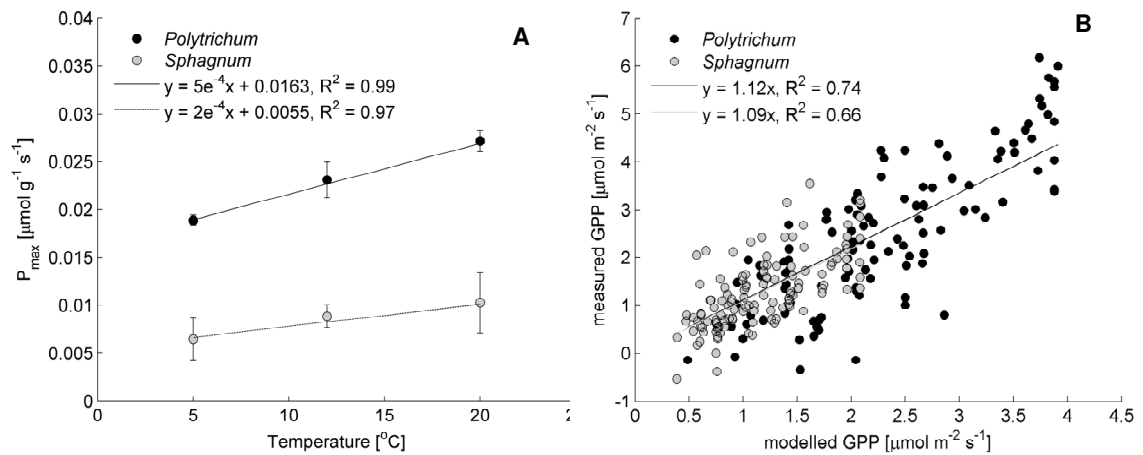 A
Polytrichum
Sphagnum
y = 5e⁻⁴x + 0.0163, R² = 0.99
y = 2e⁻⁴x + 0.0055, R² = 0.97
0.04
0.035
0.03
0.025
0.02
0.015
0.01
0.005
0
P_max [µmol g⁻¹ s⁻¹]
0 5 10 15 20 2
Temperature [°C]
B
Polytrichum
Sphagnum
y = 1.12x, R² = 0.74
y = 1.09x, R² = 0.66
7
6
5
4
3
2
1
0
-1
measured GPP [µmol m⁻² s⁻¹]
0 0.5 1 1.5 2 2.5 3 3.5 4 4.5
modelled GPP [µmol m⁻² s⁻¹]